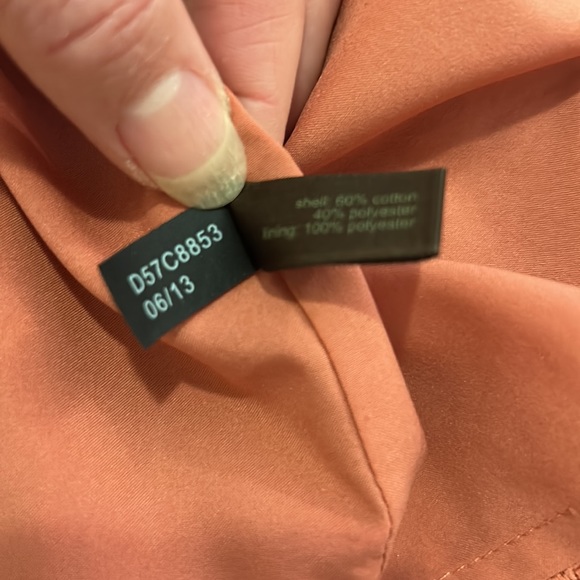 D57C8853
06/13
shell: 60% cotton
40% polyester
lining: 100% polyester